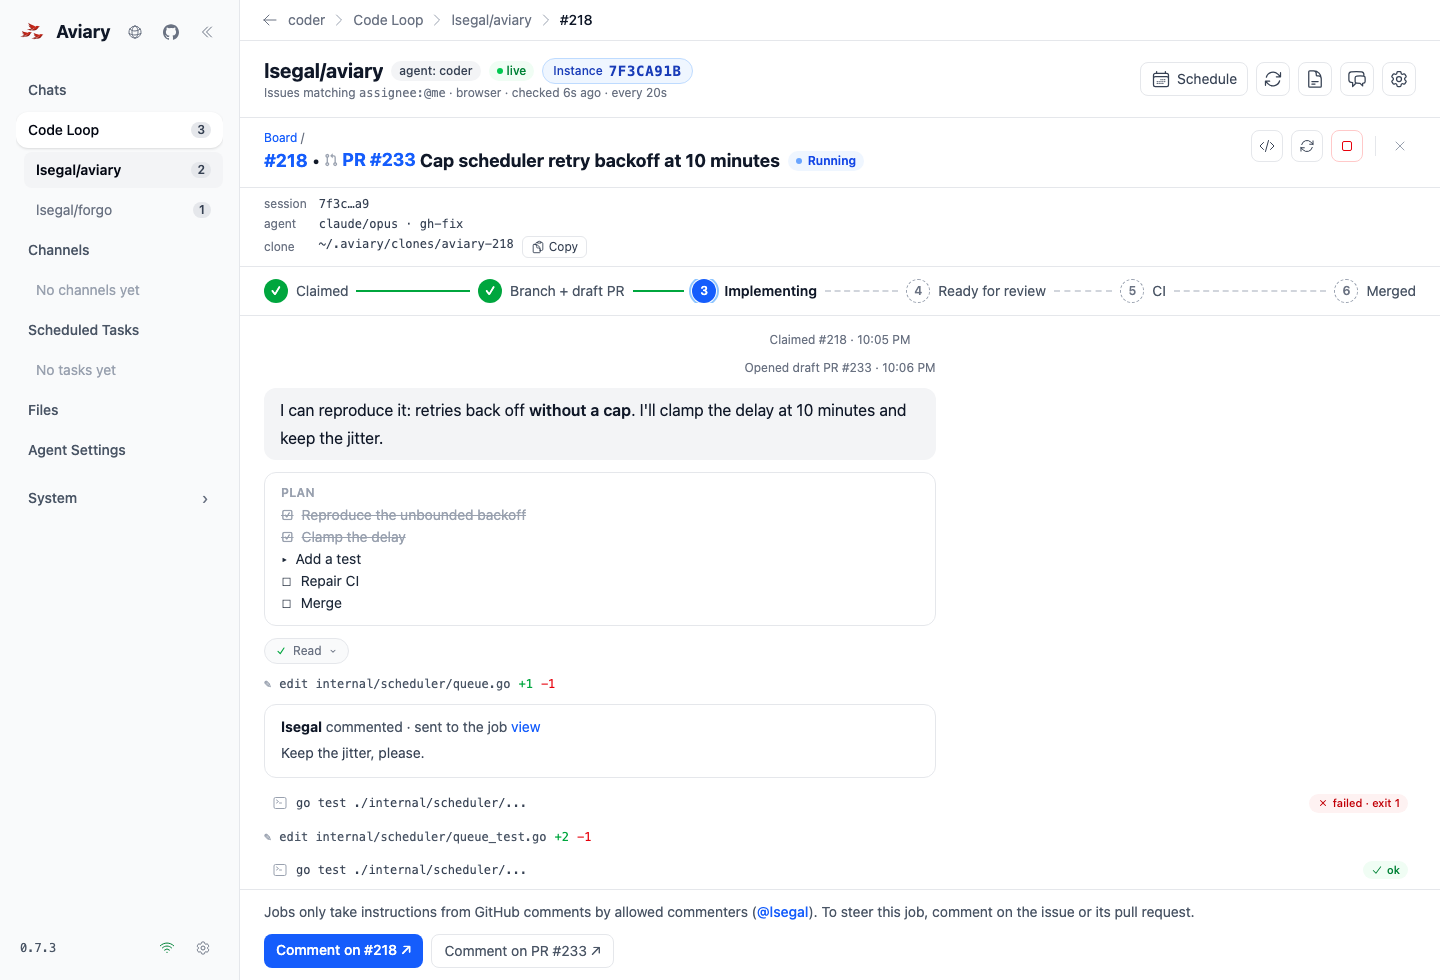 Aviary
Chats
Code Loop 3
lsegal/aviary 2
lsegal/forgo 1
Channels
No channels yet
Scheduled Tasks
No tasks yet
Files
Agent Settings
System
0.7.3
coder
Code Loop
lsegal/aviary
#218
lsegal/aviary agent: coder live Instance 7F3CA91B
Issues matching assignee:@me · browser · checked 6s ago · every 20s
Schedule
Board /
#218 • PR #233 Cap scheduler retry backoff at 10 minutes Running
session 7f3c…a9
agent claude/opus · gh-fix
clone ~/.aviary/clones/aviary-218 Copy
Claimed
Branch + draft PR
3 Implementing
4 Ready for review
5 CI
6 Merged
Claimed #218 · 10:05 PM
Opened draft PR #233 · 10:06 PM
I can reproduce it: retries back off without a cap. I'll clamp the delay at 10 minutes and
keep the jitter.
PLAN
Reproduce the unbounded backoff
Clamp the delay
Add a test
Repair CI
Merge
Read
edit internal/scheduler/queue.go +1 −1
lsegal commented · sent to the job view
Keep the jitter, please.
go test ./internal/scheduler/... failed · exit 1
edit internal/scheduler/queue_test.go +2 −1
go test ./internal/scheduler/... ok
Jobs only take instructions from GitHub comments by allowed commenters (@lsegal). To steer this job, comment on the issue or its pull request.
Comment on #218 ↗
Comment on PR #233 ↗